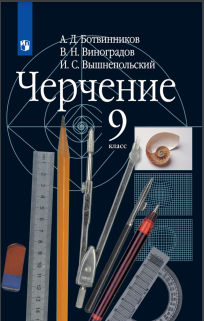 А. Д. Ботвинников
В. Н. Виноградов
И. С. Вышнепольский
Черчение
9
класс